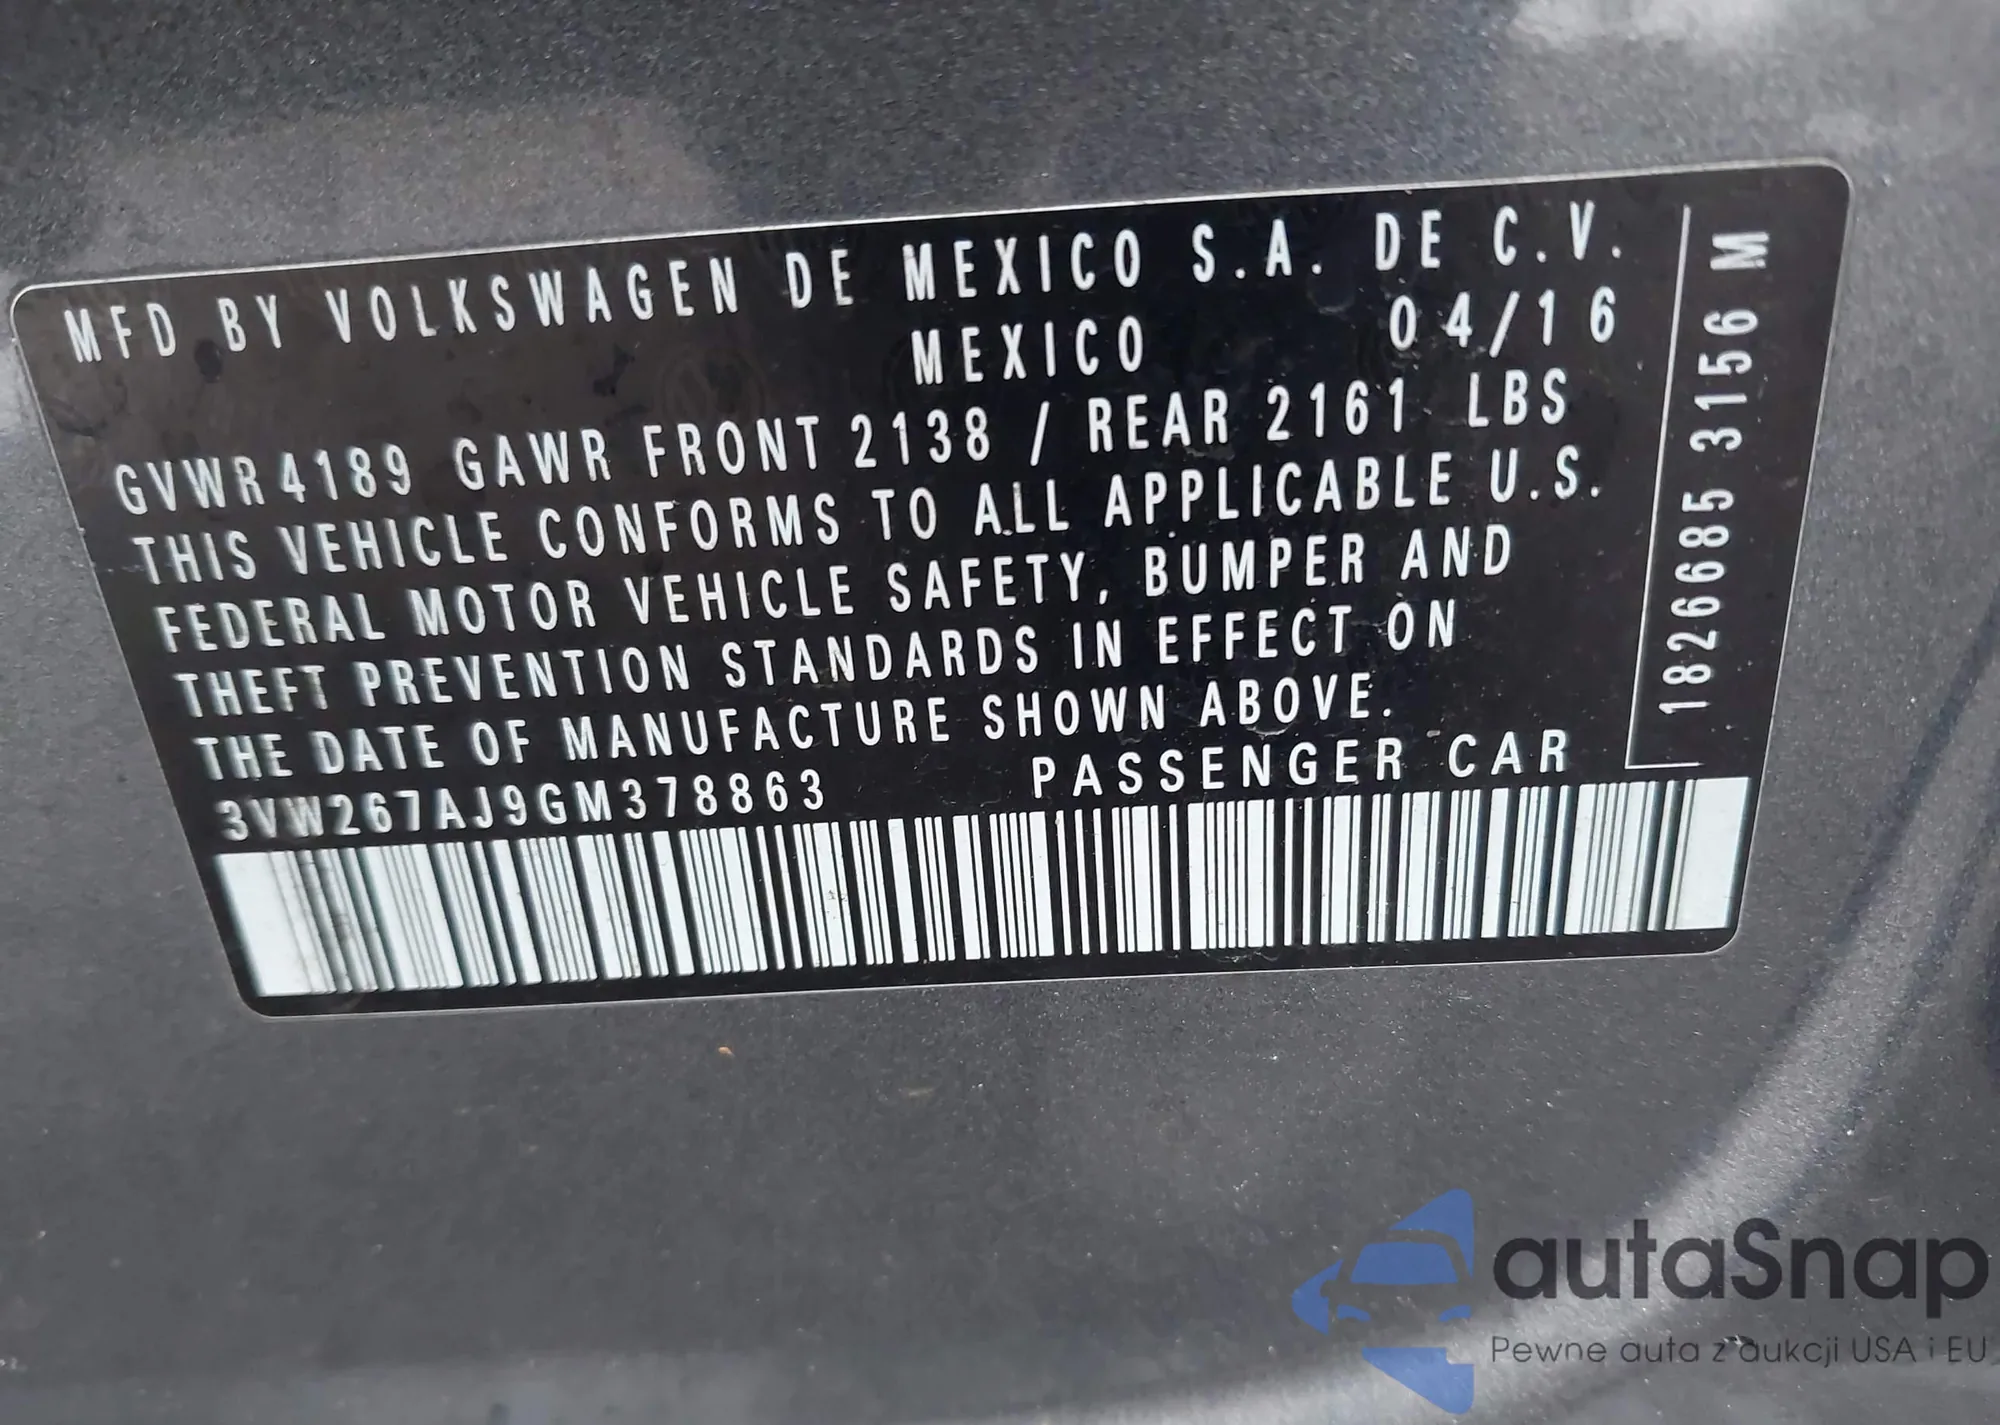 MFD BY VOLKSWAGEN DE MEXICO S.A. DE C.V.
MEXICO 04/16
GVWR 4189 GAWR FRONT 2138 / REAR 2161 LBS
THIS VEHICLE CONFORMS TO ALL APPLICABLE U.S.
FEDERAL MOTOR VEHICLE SAFETY, BUMPER AND
THEFT PREVENTION STANDARDS IN EFFECT ON
THE DATE OF MANUFACTURE SHOWN ABOVE.
3VW267AJ9GM378863 PASSENGER CAR
1826685 3156 M
autaSnap
Pewne auta z aukcji USA i EU